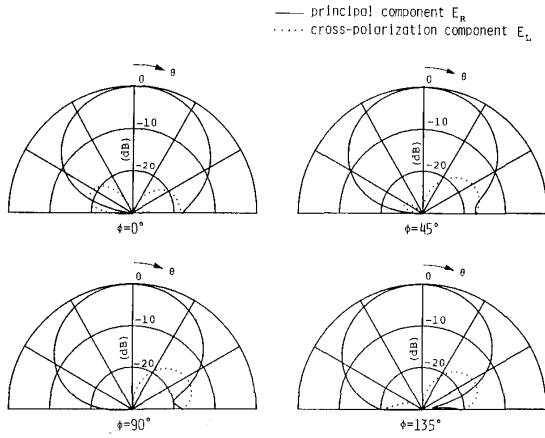 principal component E_R
cross-polarization component E_L
θ
0
-10
-20
(dB)
φ=0°
θ
0
-10
-20
(dB)
φ=45°
θ
0
-10
-20
(dB)
φ=90°
θ
0
-10
-20
(dB)
φ=135°